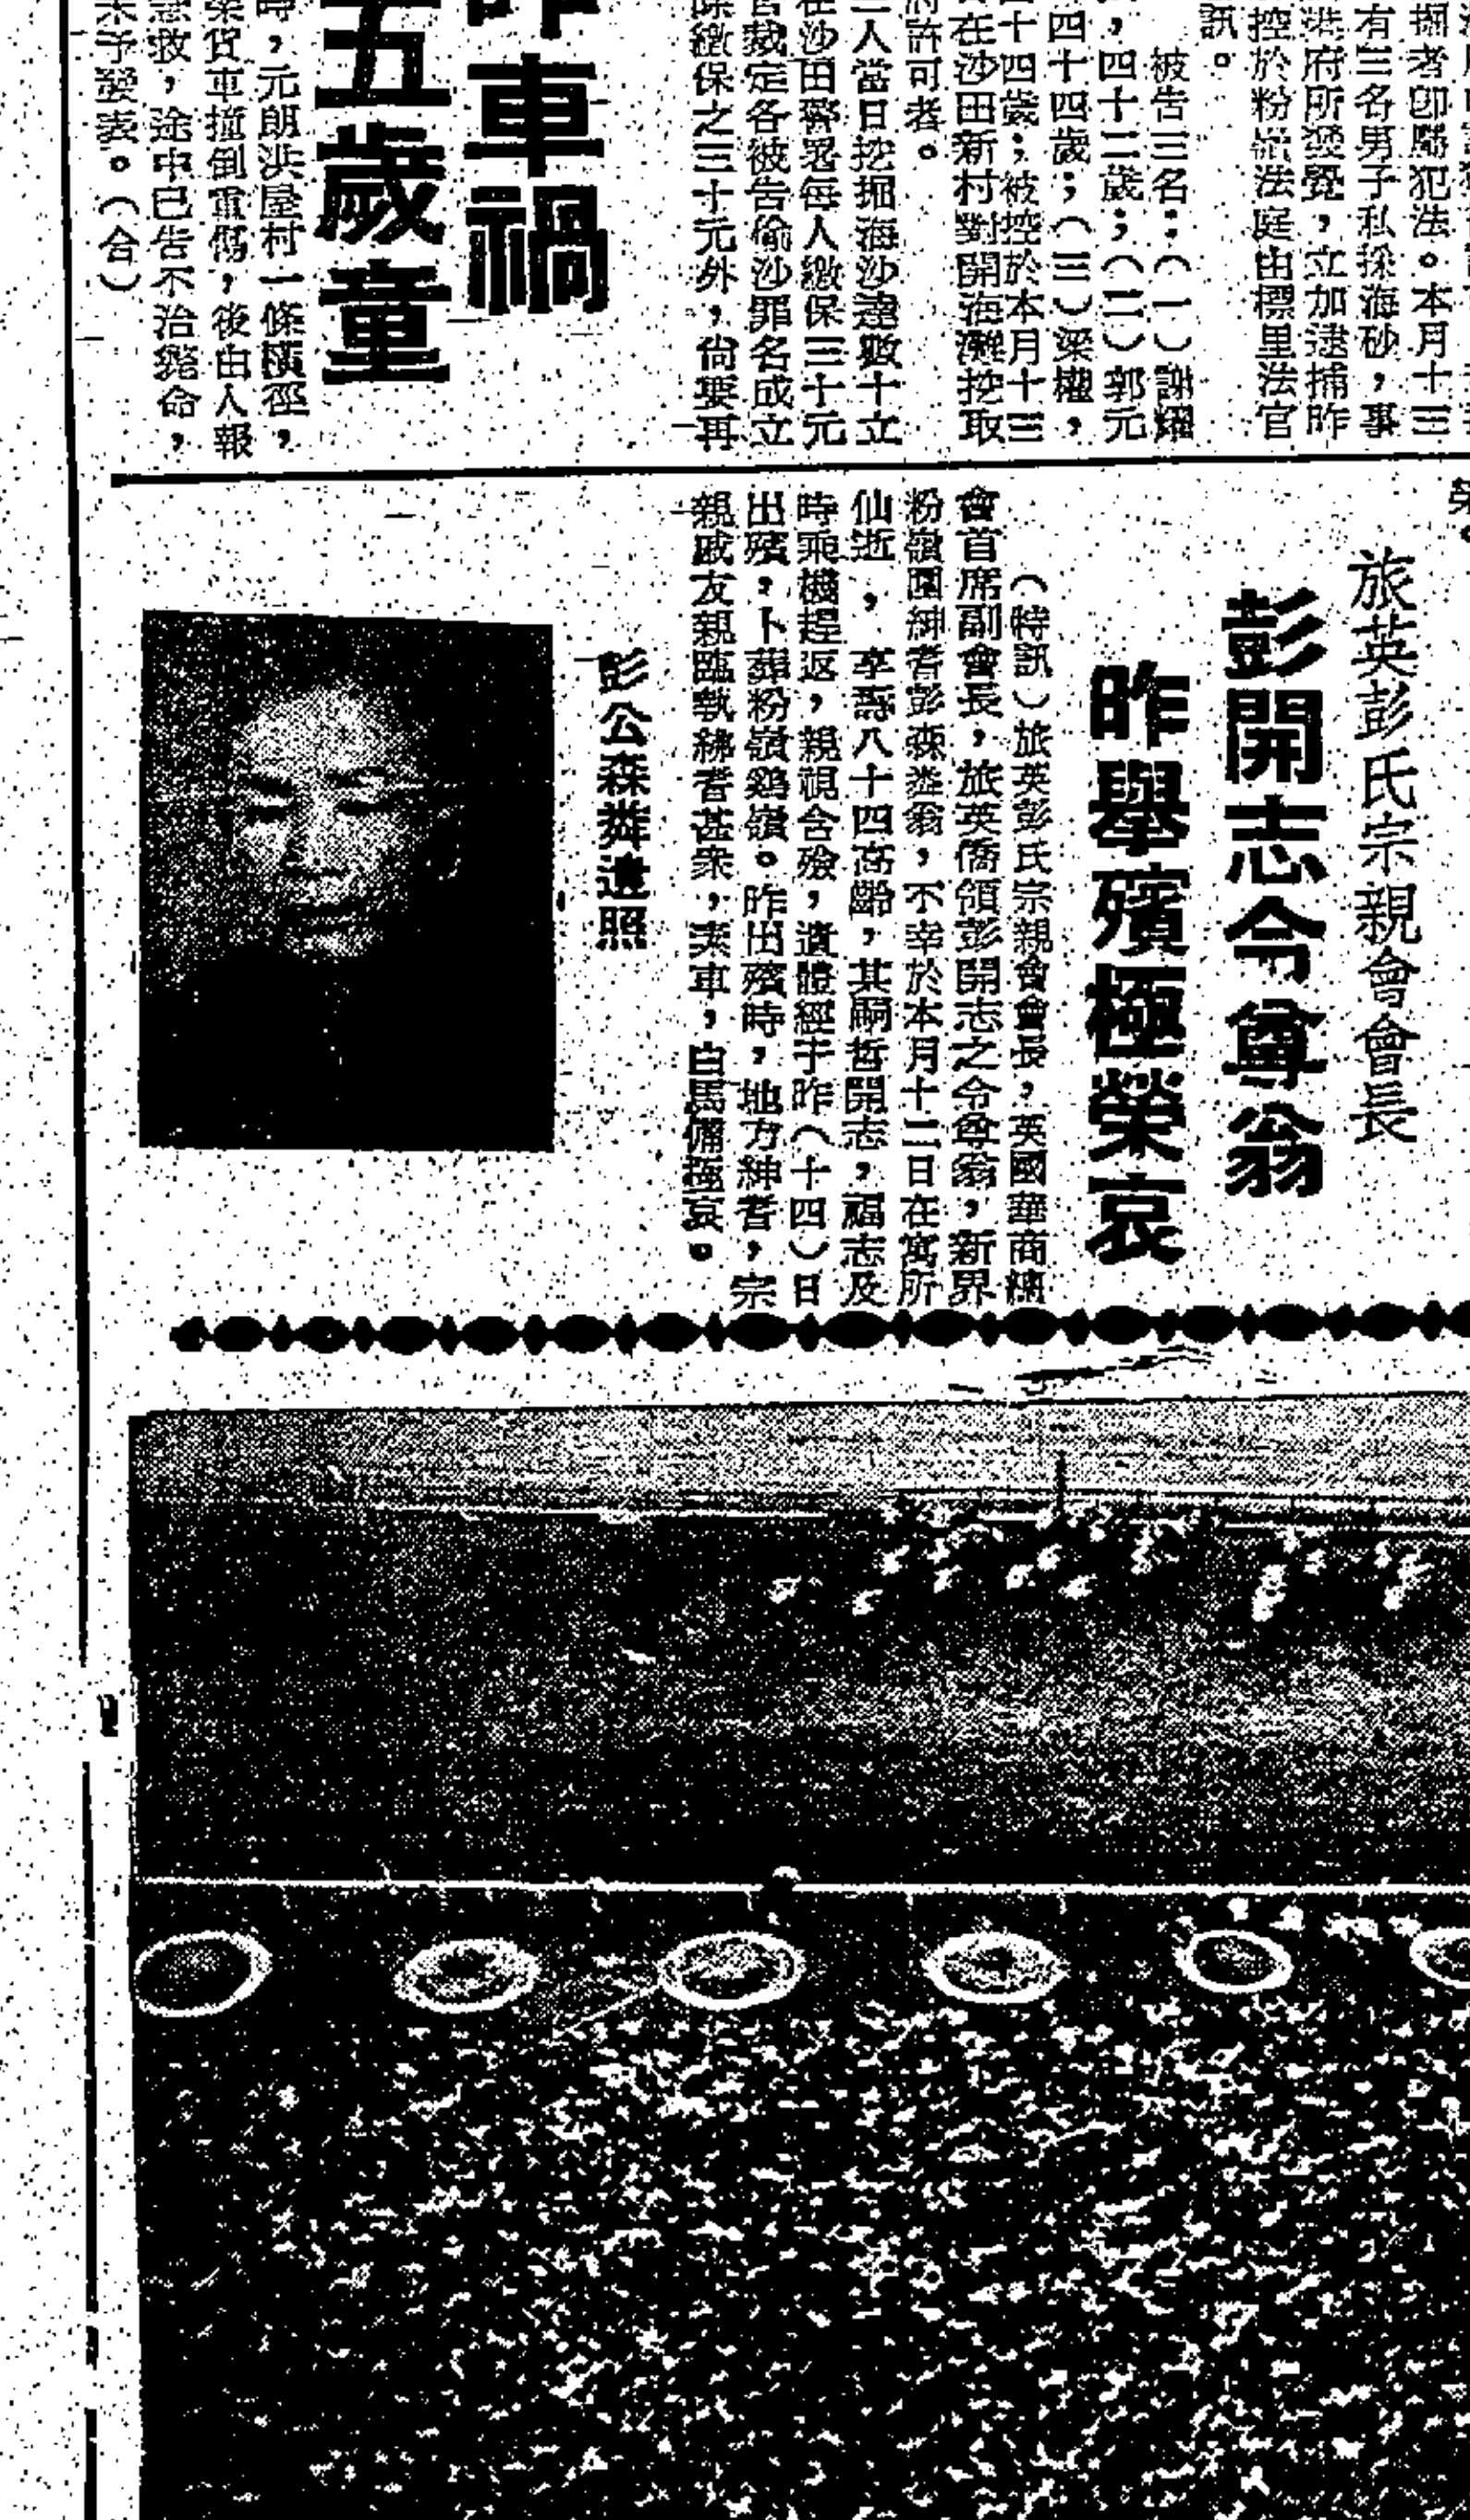 掘者卽屬犯法。本月十三
有三名男子私採海砂，事
港府所發覺，立加逮捕昨
控於粉嶺法庭由標里法官
訊。
被告三名：（一）謝耀
，四十二歲；（二）郭元
四十四歲；（三）梁權，
十四歲；被控於本月十三
在沙田新村對開海灘挖取
許可者。
人當日挖掘海沙達數十立
在沙田警署每人繳保三十元
官裁定各被告偷沙罪名成立
除繳保之三十元外，尚要再
昨車禍
五歲童
時，元朗洪屋村一條橫徑，
貨車撞倒重傷，後由人報
急救，途中已告不治斃命，
未予發表。（合）
旅英彭氏宗親會會長
彭開志令尊翁
昨舉殯極榮哀
（特訊）旅英彭氏宗親會會長，英國華商總
會首席副會長，旅英僑領彭開志之令尊翁，新界
粉嶺圍紳耆彭森粦翁，不幸於本月十二日在寓所
仙逝，享壽八十四高齡，其嗣哲開志，福志及
時乘機趕返，親視含殮，遺體經于昨（十四）日
出殯，卜葬粉嶺鷄嶺。昨出殯時，地方紳耆，宗
親戚友親臨執紼者甚衆，素車，白馬備極哀。
彭公森粦遺照